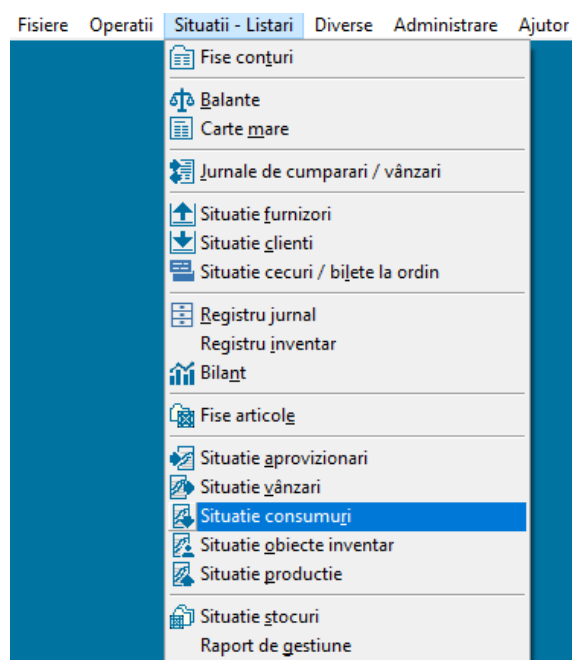 Fisiere Operatii Situatii - Listari Diverse Administrare Ajutor
Fise conturi
Balante
Carte mare
Jurnale de cumparari / vânzari
Situatie furnizori
Situatie clienti
Situatie cecuri / bilete la ordin
Registru jurnal
Registru inventar
Bilant
Fise articole
Situatie aprovizionari
Situatie vânzari
Situatie consumuri
Situatie obiecte inventar
Situatie productie
Situatie stocuri
Raport de gestiune